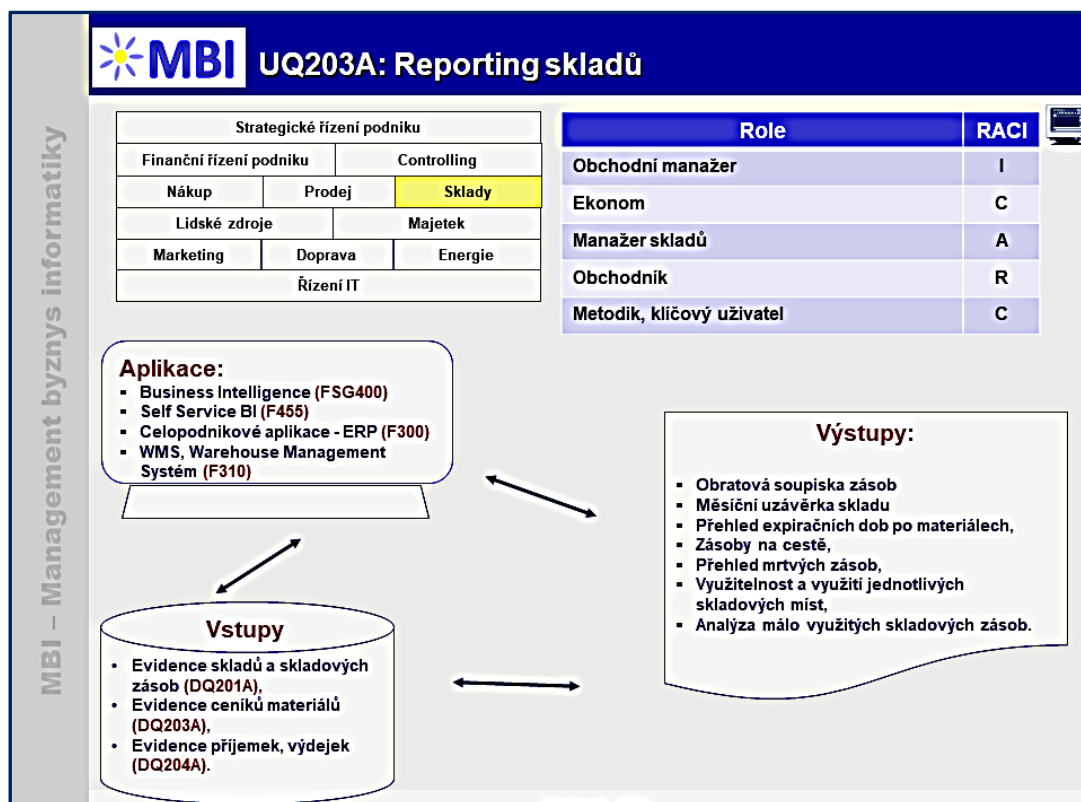 MBI UQ203A: Reporting skladů
MBI – Management byznys informatiky
Strategické řízení podniku
Finanční řízení podniku Controlling
Nákup Prodej Sklady
Lidské zdroje Majetek
Marketing Doprava Energie
Řízení IT
Role RACI
Obchodní manažer I
Ekonom C
Manažer skladů A
Obchodník R
Metodik, klíčový uživatel C
Aplikace:
▪ Business Intelligence (FSG400)
▪ Self Service BI (F455)
▪ Celopodnikové aplikace - ERP (F300)
▪ WMS, Warehouse Management
Systém (F310)
Výstupy:
▪ Obratová soupiska zásob
▪ Měsíční uzávěrka skladu
▪ Přehled expiračních dob po materiálech,
▪ Zásoby na cestě,
▪ Přehled mrtvých zásob,
▪ Využitelnost a využití jednotlivých
skladových míst,
▪ Analýza málo využitých skladových zásob.
Vstupy
• Evidence skladů a skladových
zásob (DQ201A),
• Evidence ceníků materiálů
(DQ203A),
• Evidence příjemek, výdejek
(DQ204A).